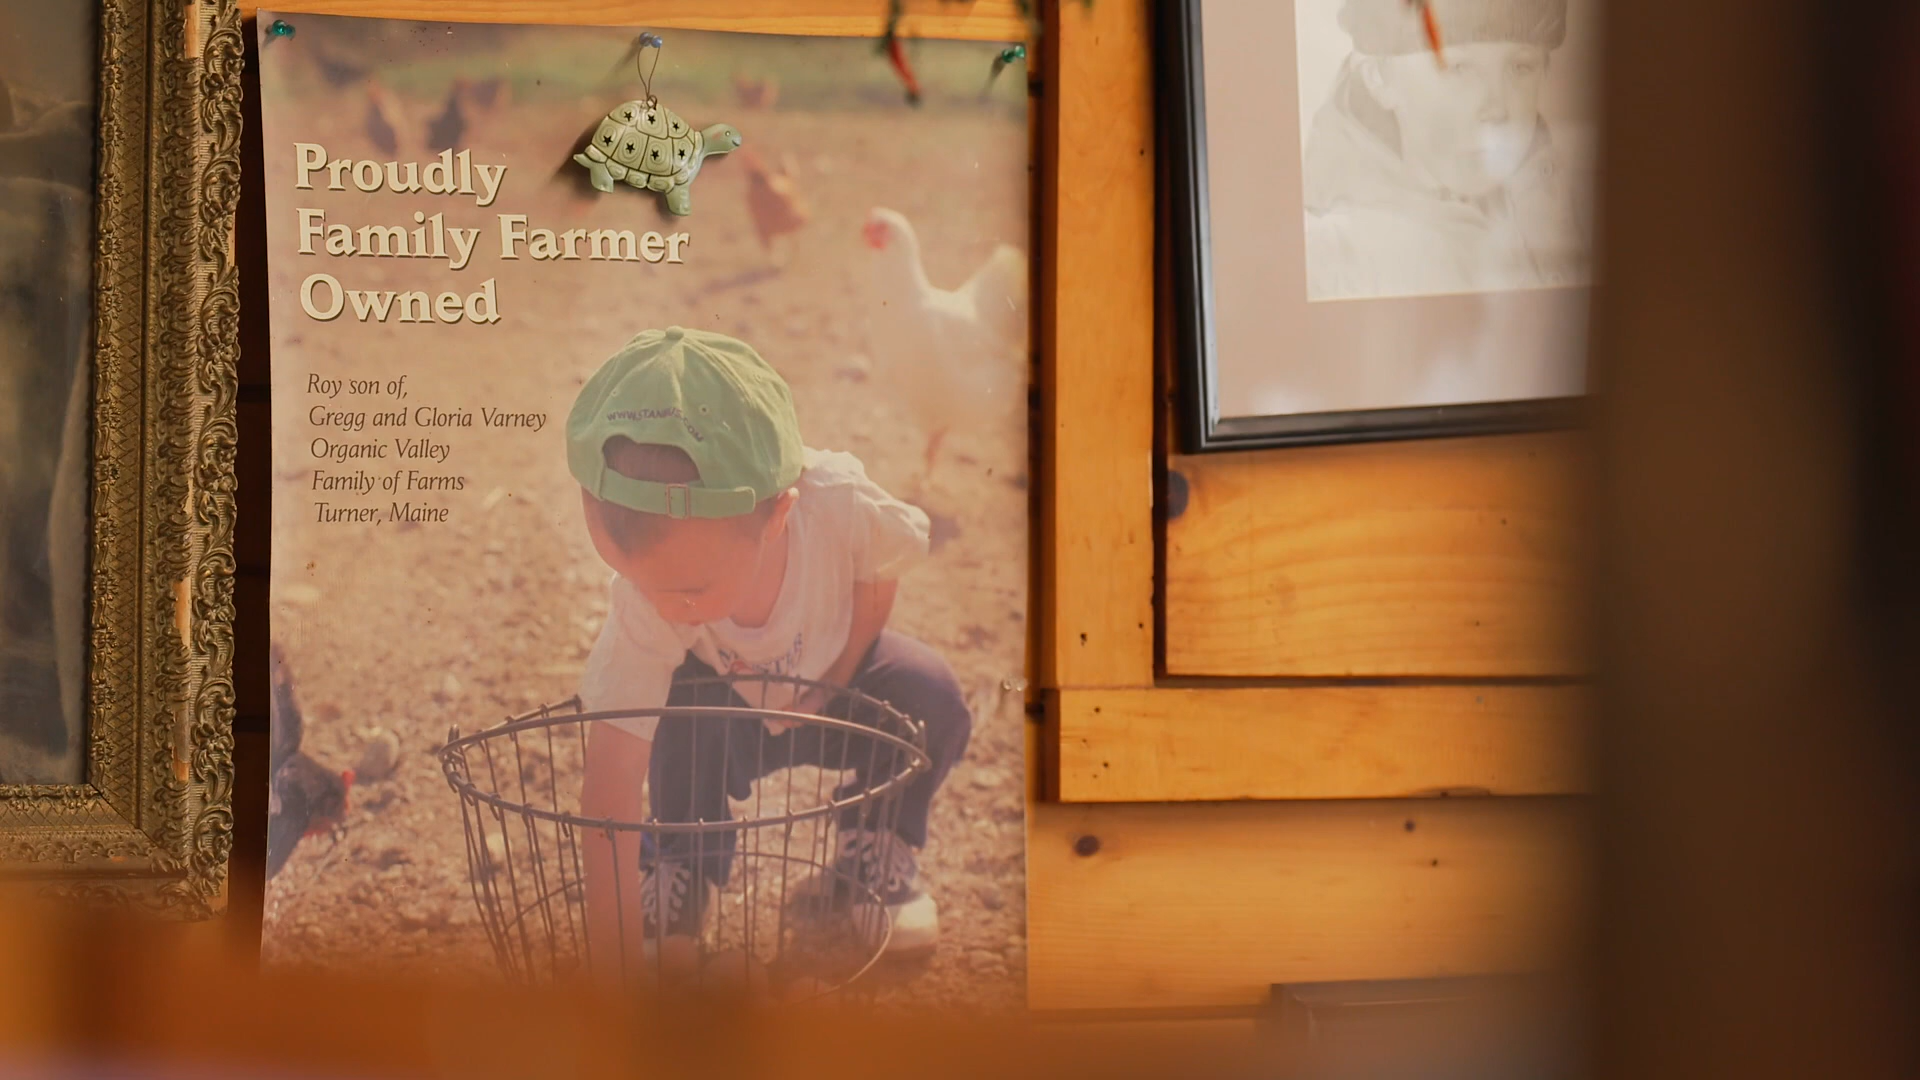 Proudly
Family Farmer
Owned
Roy son of,
Gregg and Gloria Varney
Organic Valley
Family of Farms
Turner, Maine